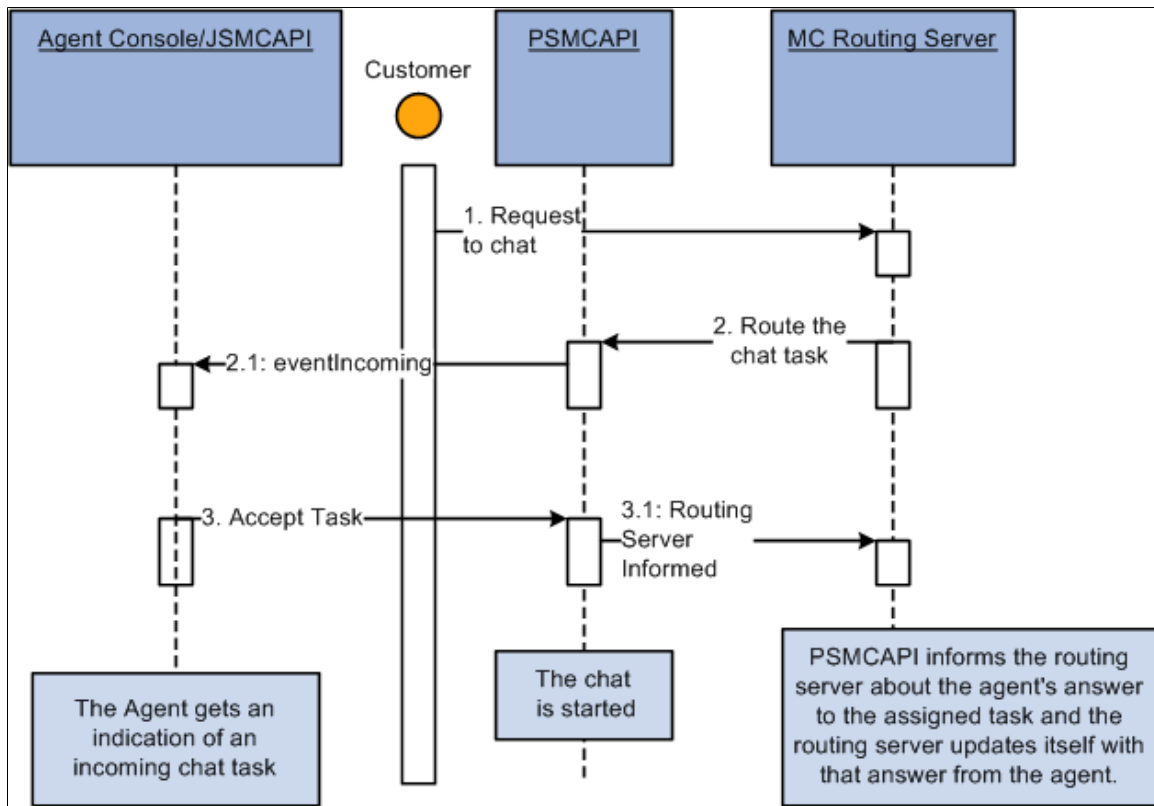 Agent Console/JSMCAPI
Customer
PSMCAPI
MC Routing Server
1. Request
to chat
2. Route the
chat task
2.1: eventIncoming
3. Accept Task
3.1: Routing
Server
Informed
The Agent gets an
indication of an
incoming chat task
The chat
is started
PSMCAPI informs the routing
server about the agent's answer
to the assigned task and the
routing server updates itself with
that answer from the agent.